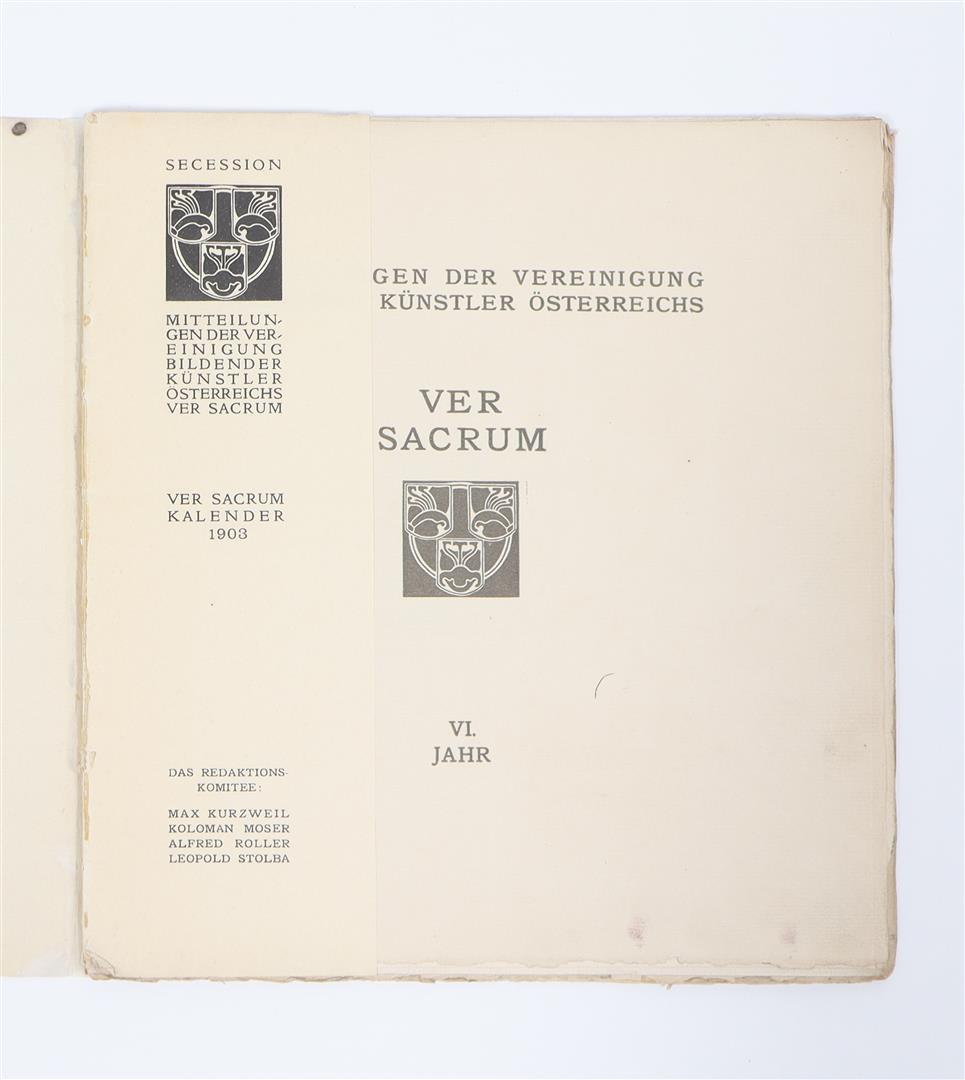 SECESSION
MITTEILUN-
GEN DER VER-
EINIGUNG
BILDENDER
KÜNSTLER
ÖSTERREICHS
VER SACRUM
VER SACRUM
KALENDER
1903
DAS REDAKTIONS-
KOMITEE:
MAX KURZWEIL
KOLOMAN MOSER
ALFRED ROLLER
LEOPOLD STOLBA
GEN DER VEREINIGUNG
KÜNSTLER ÖSTERREICHS
VER
SACRUM
VI.
JAHR